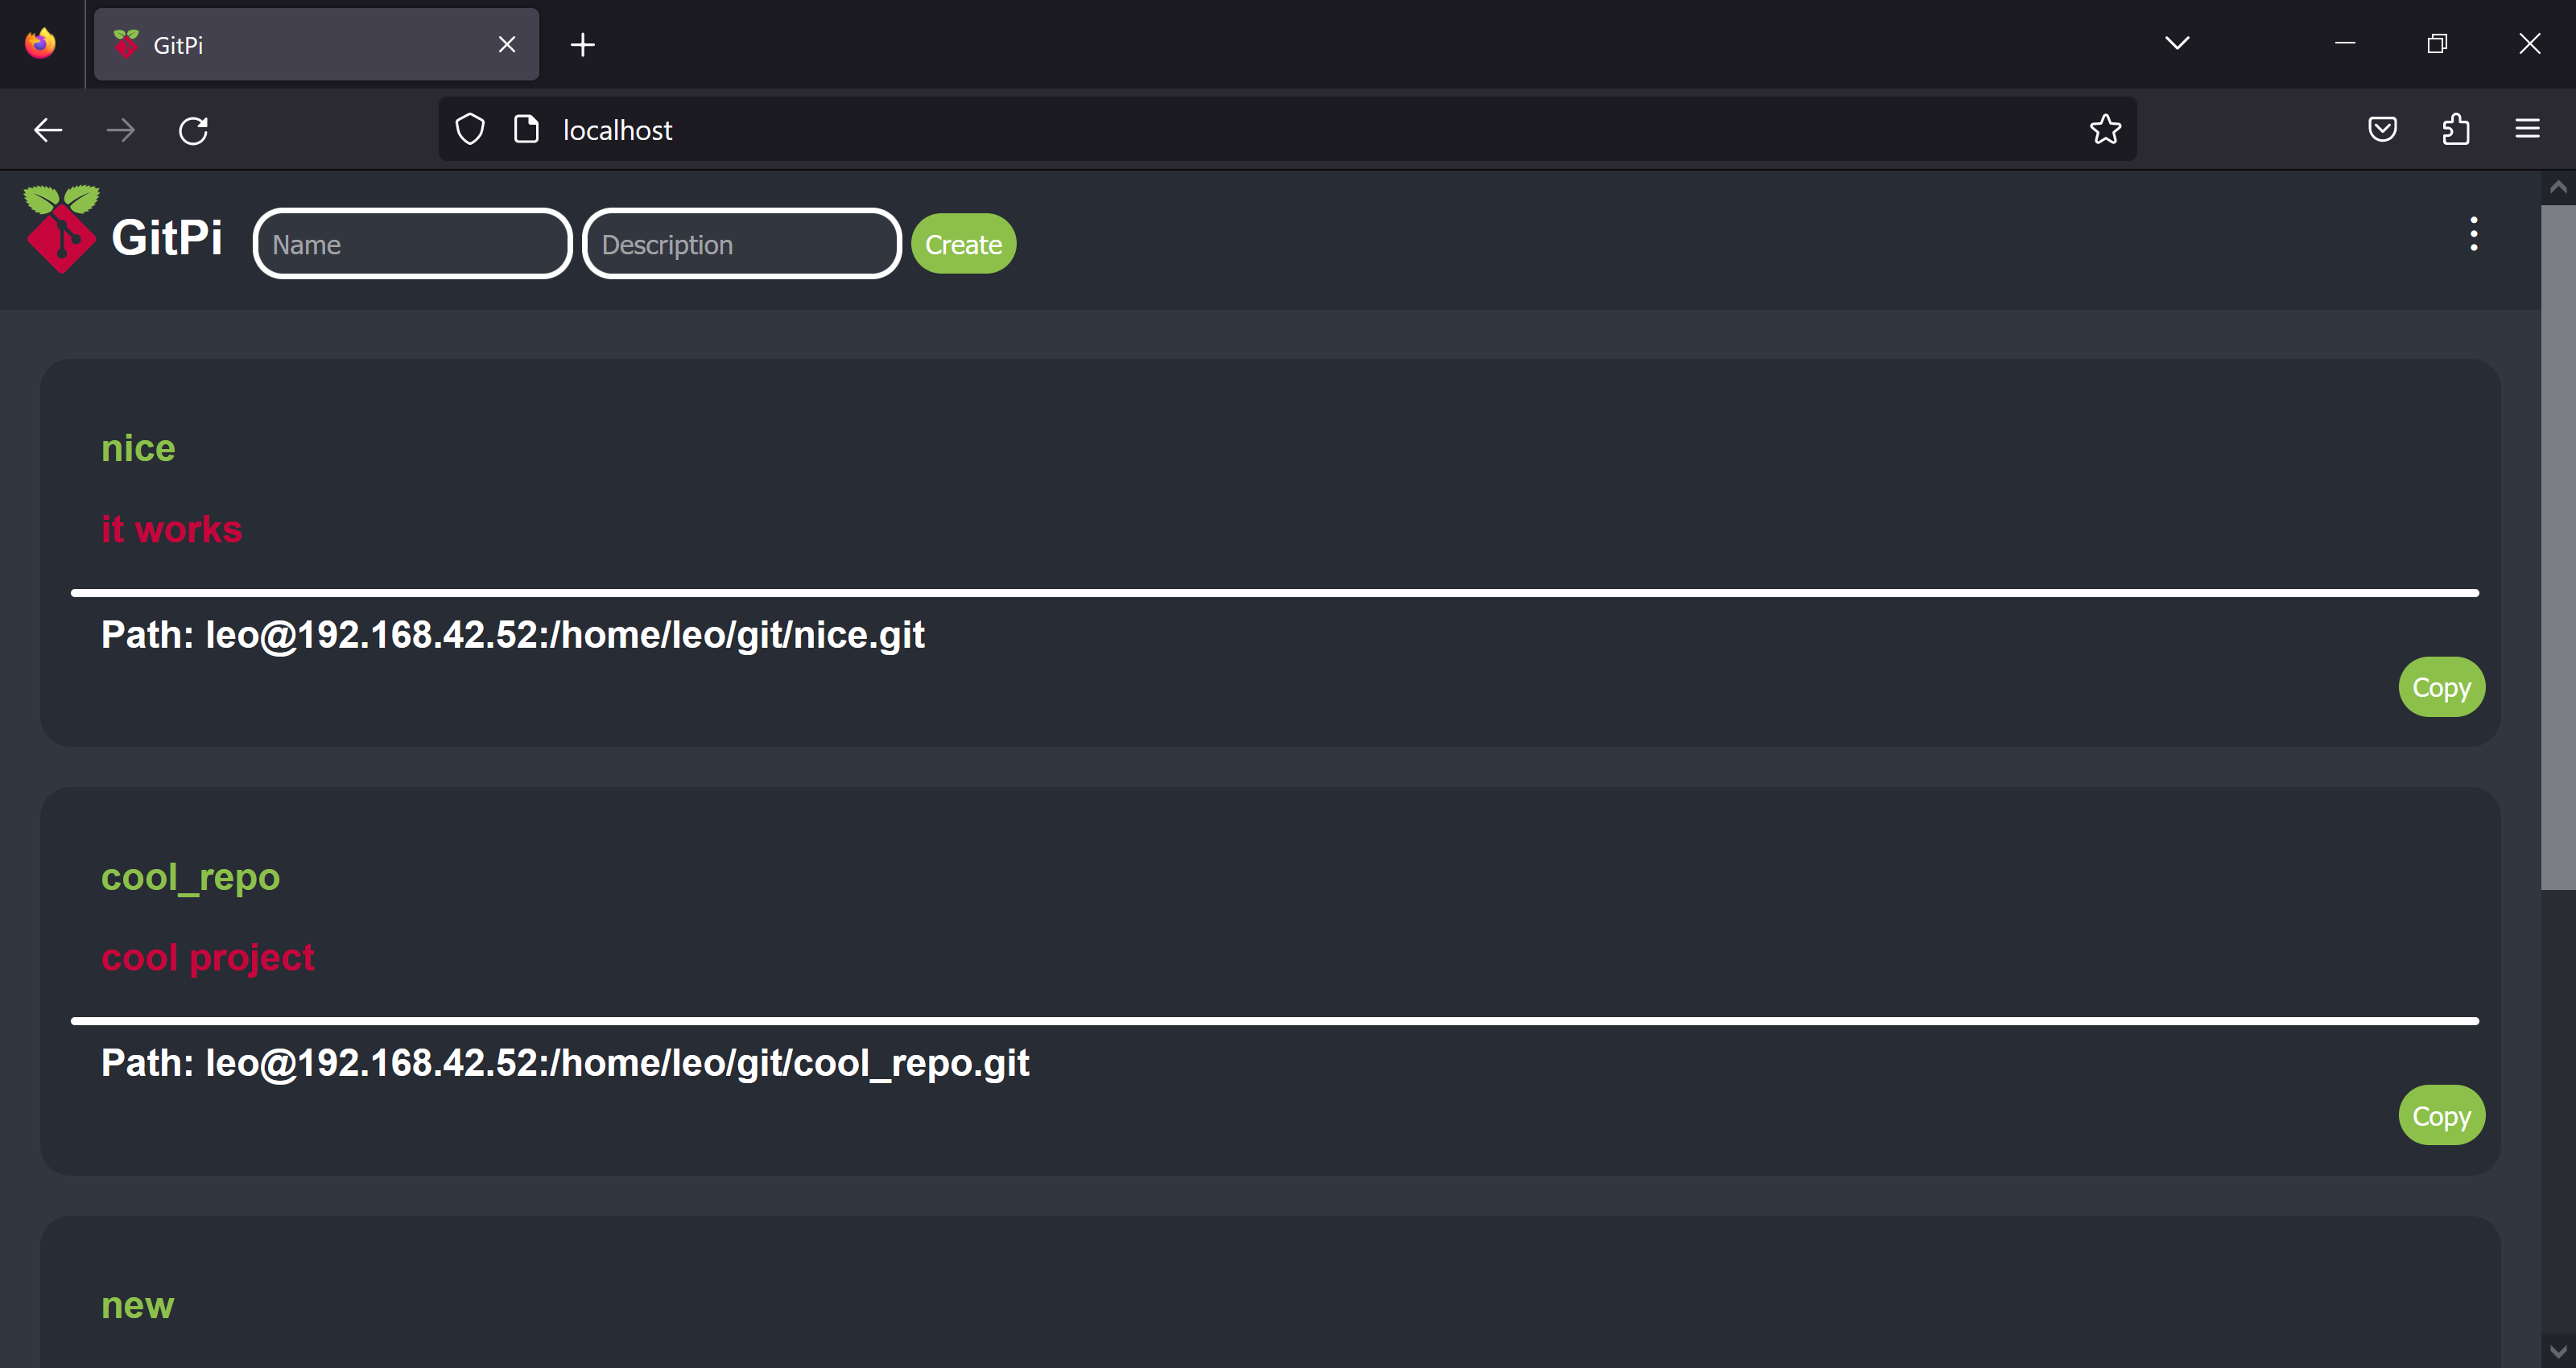 GitPi
localhost
GitPi Name Description Create
nice
it works
Path: leo@192.168.42.52:/home/leo/git/nice.git
Copy
cool_repo
cool project
Path: leo@192.168.42.52:/home/leo/git/cool_repo.git
Copy
new